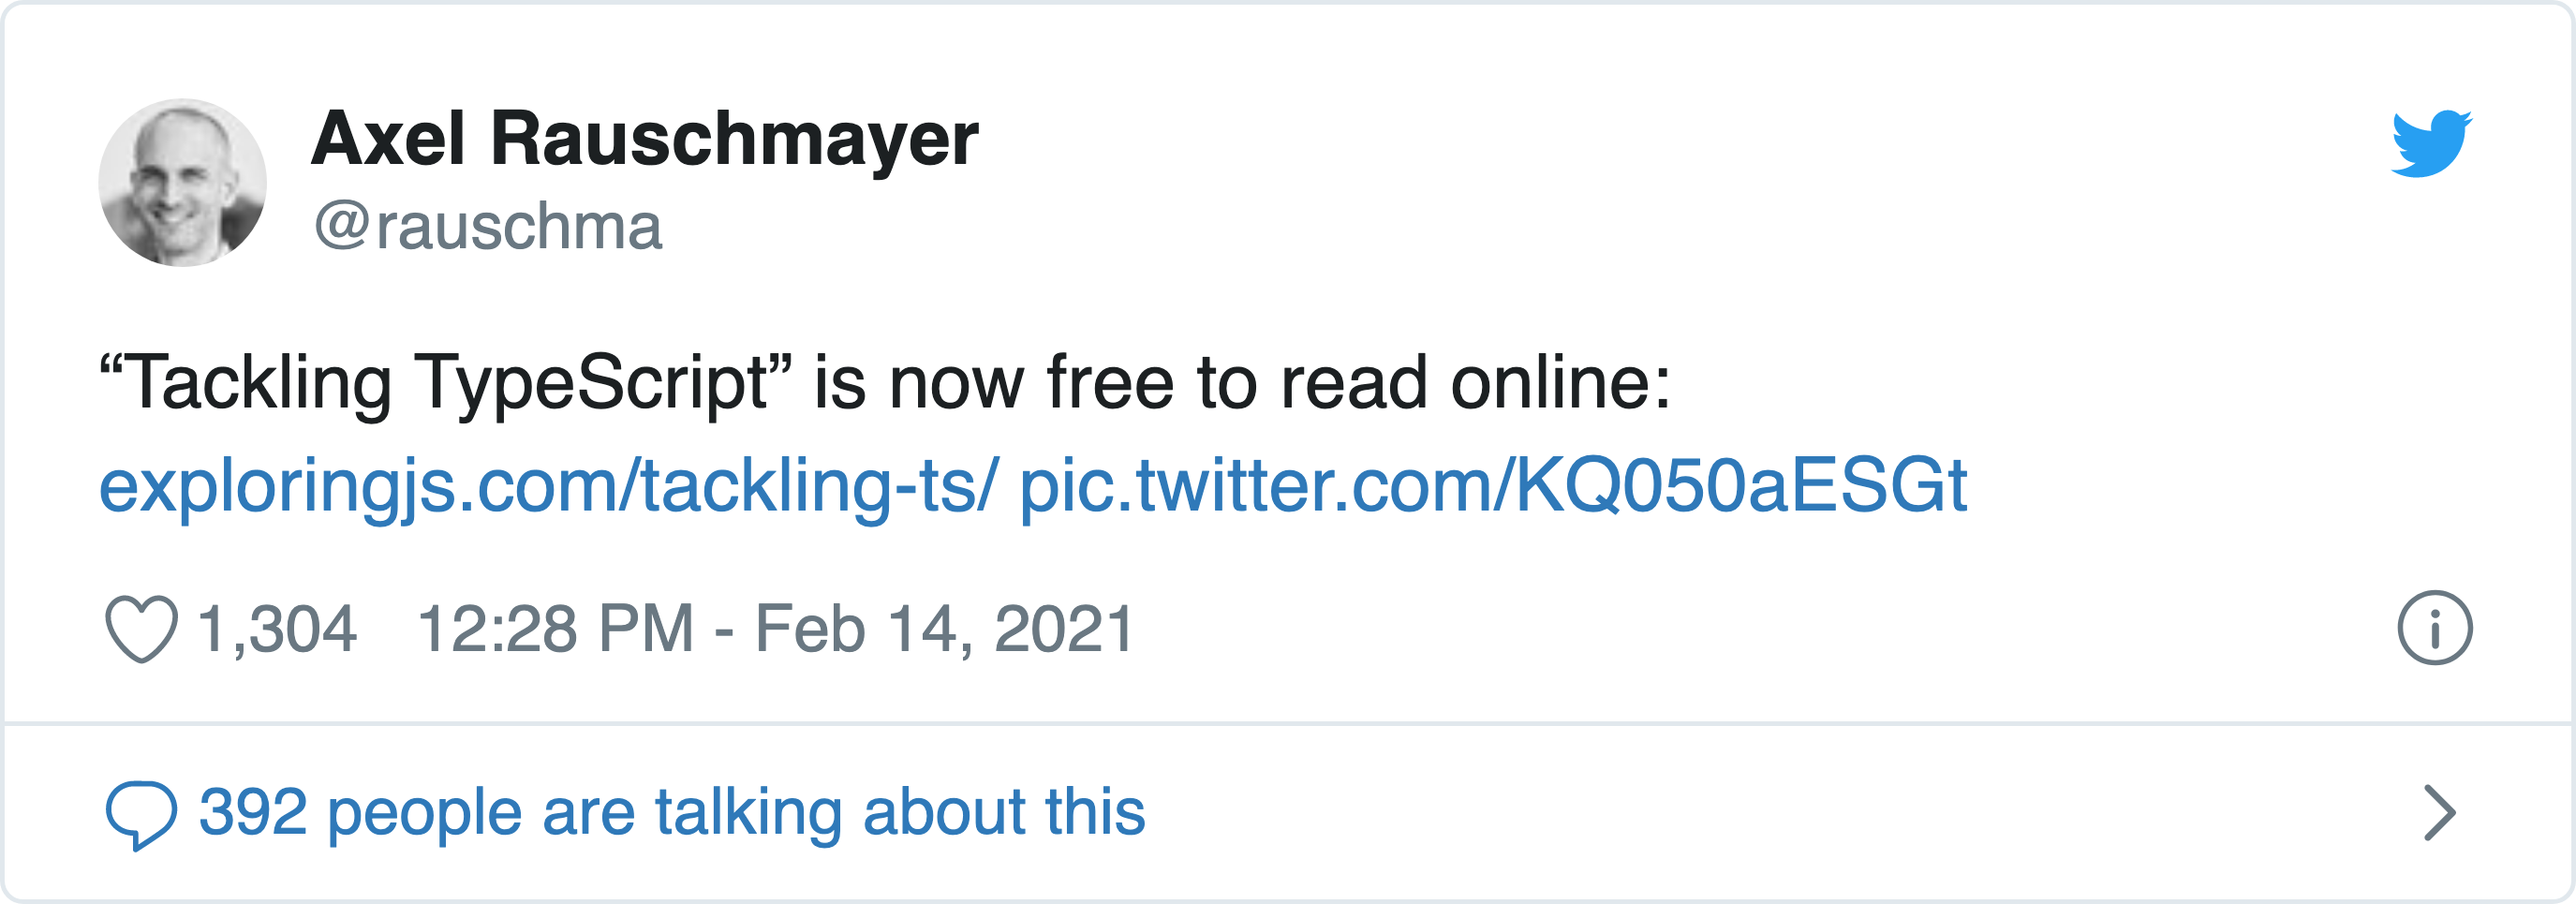 Axel Rauschmayer
@rauschma
“Tackling TypeScript” is now free to read online:
exploringjs.com/tackling-ts/ pic.twitter.com/KQ050aESGt
1,304 12:28 PM - Feb 14, 2021
392 people are talking about this